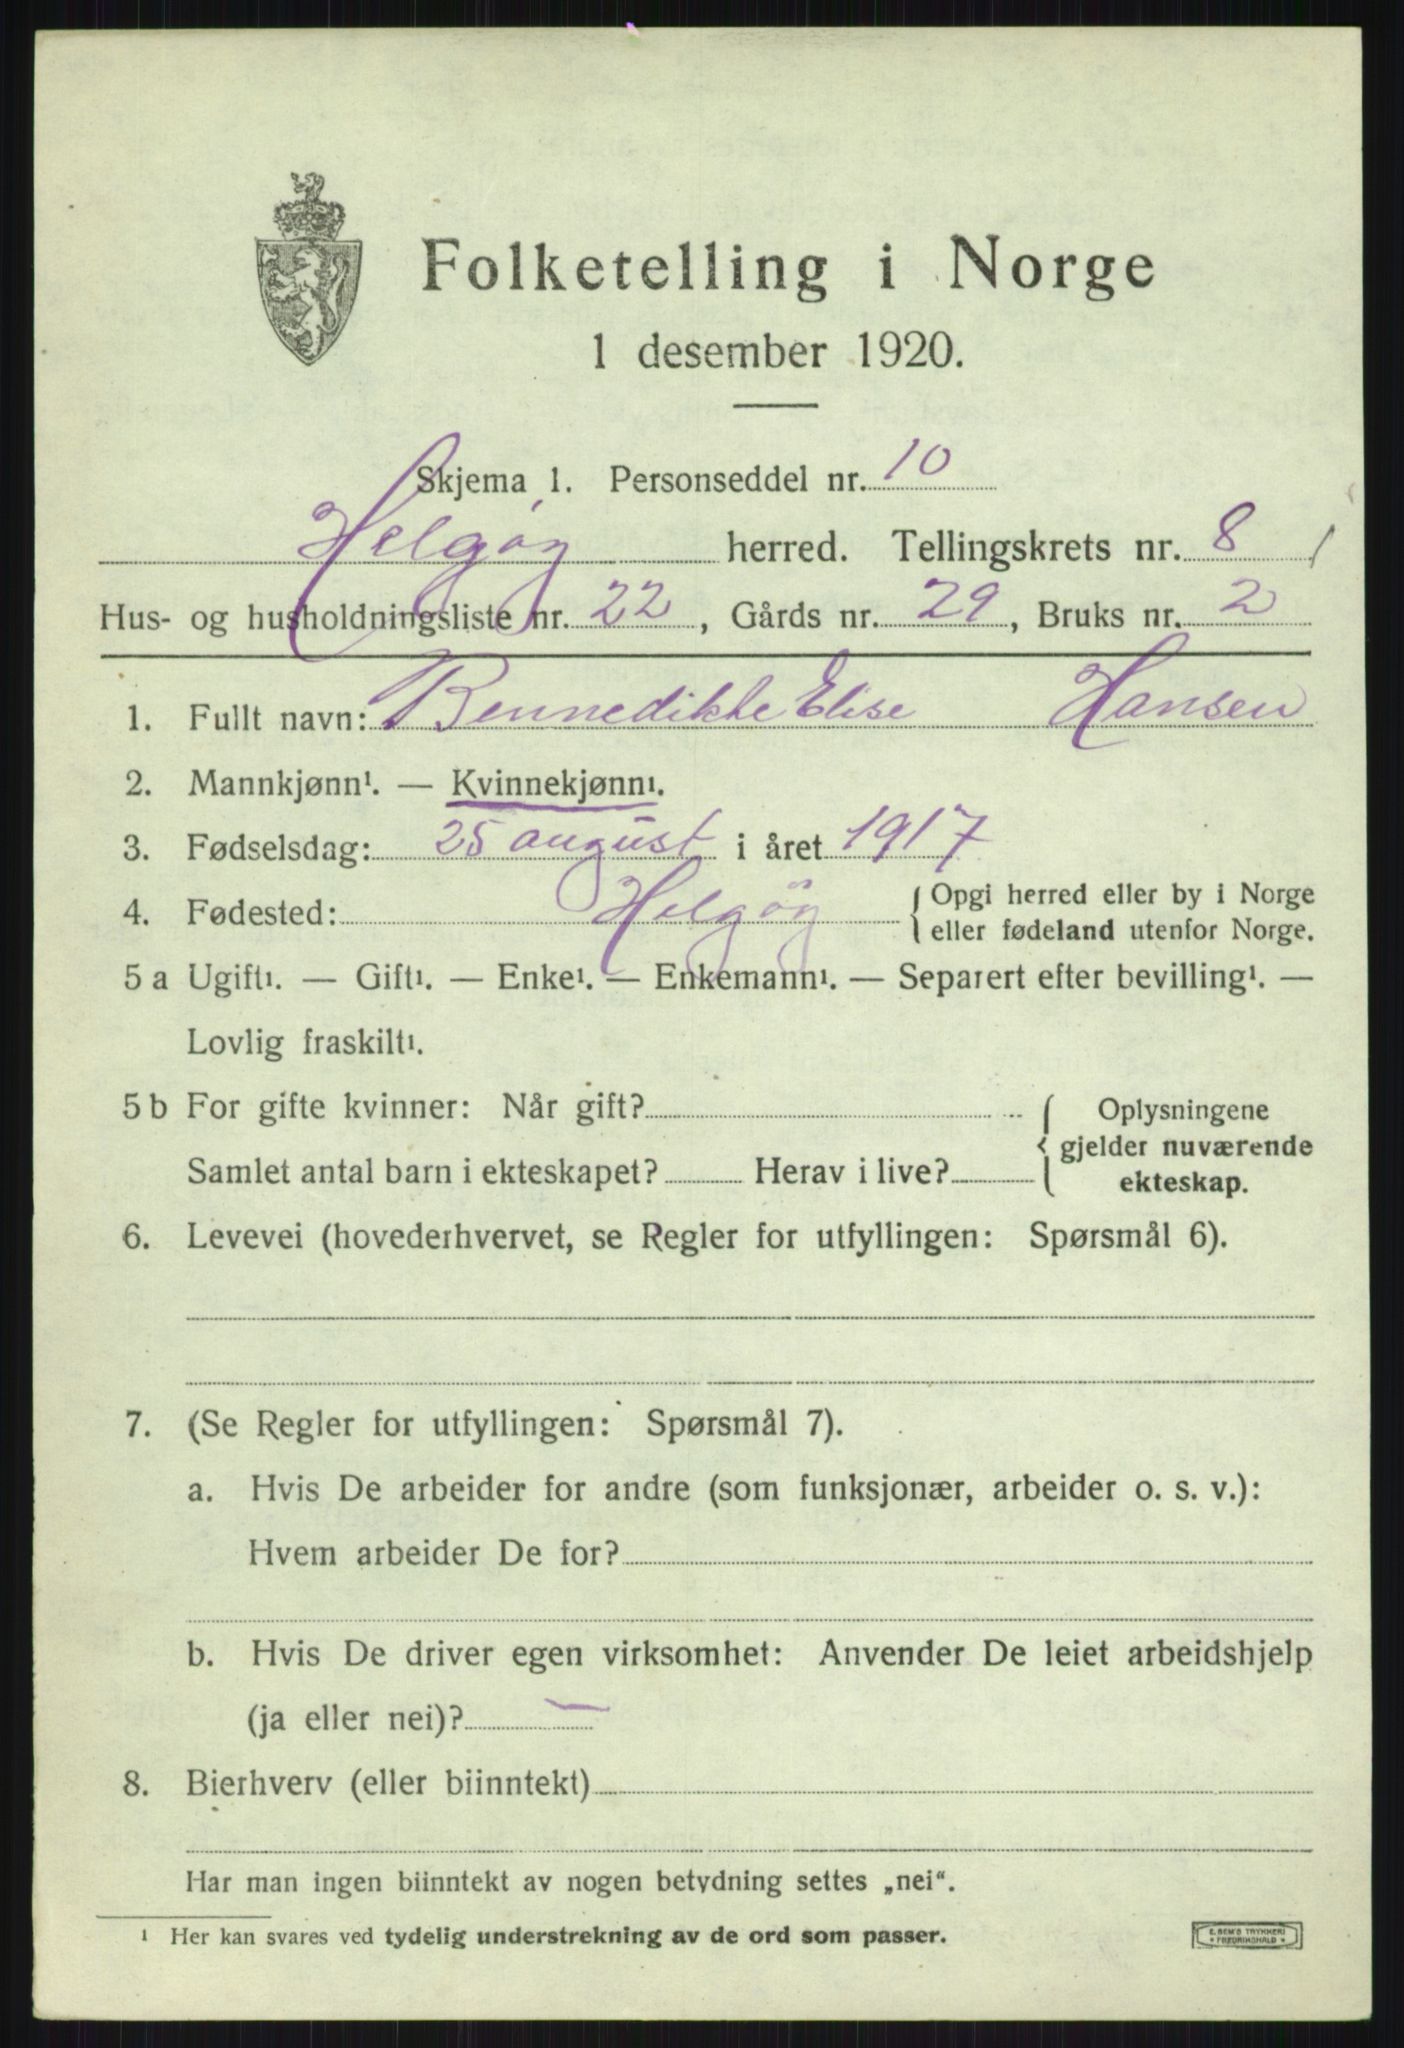 Folketelling i Norge
1 desember 1920.
Skjema 1. Personseddel nr. 10
Helgøy herred. Tellingskrets nr. 8
Hus- og husholdningsliste nr. 22, Gårds nr. 29, Bruks nr. 2
1. Fullt navn: Bennedikke Elise Hansen
2. Mannkjønn¹. — Kvinnekjønn¹.
3. Fødselsdag: 25 august i året 1917
4. Fødested: Helgöy { Opgi herred eller by i Norge
eller fødeland utenfor Norge.
5 a Ugift¹. — Gift¹. — Enke¹. — Enkemann¹. — Separert efter bevilling¹. —
Lovlig fraskilt¹.
5 b For gifte kvinner: Når gift? { Oplysningene
gjelder nuværende
Samlet antal barn i ekteskapet? Herav i live? ekteskap.
6. Levevei (hovederhvervet, se Regler for utfyllingen: Spørsmål 6).
7. (Se Regler for utfyllingen: Spørsmål 7).
a. Hvis De arbeider for andre (som funksjonær, arbeider o. s. v.):
Hvem arbeider De for?
b. Hvis De driver egen virksomhet: Anvender De leiet arbeidshjelp
(ja eller nei)? —
8. Bierhverv (eller biinntekt)
Har man ingen biinntekt av nogen betydning settes „nei“.
¹ Her kan svares ved tydelig understrekning av de ord som passer.
E. SEM'S TRYKKERI
* FREDRIKSHALD *